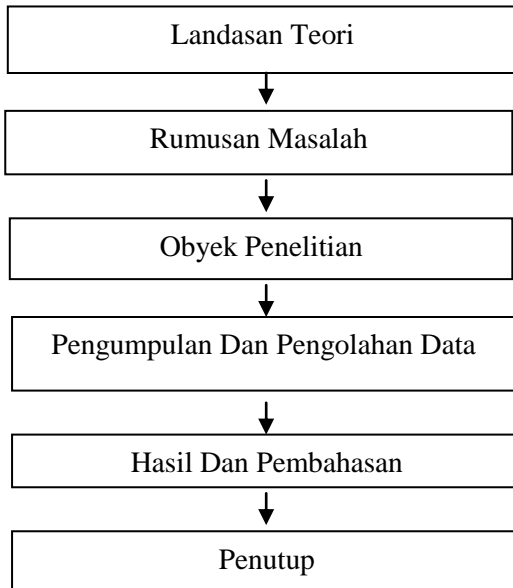 Landasan Teori
Rumusan Masalah
Obyek Penelitian
Pengumpulan Dan Pengolahan Data
Hasil Dan Pembahasan
Penutup